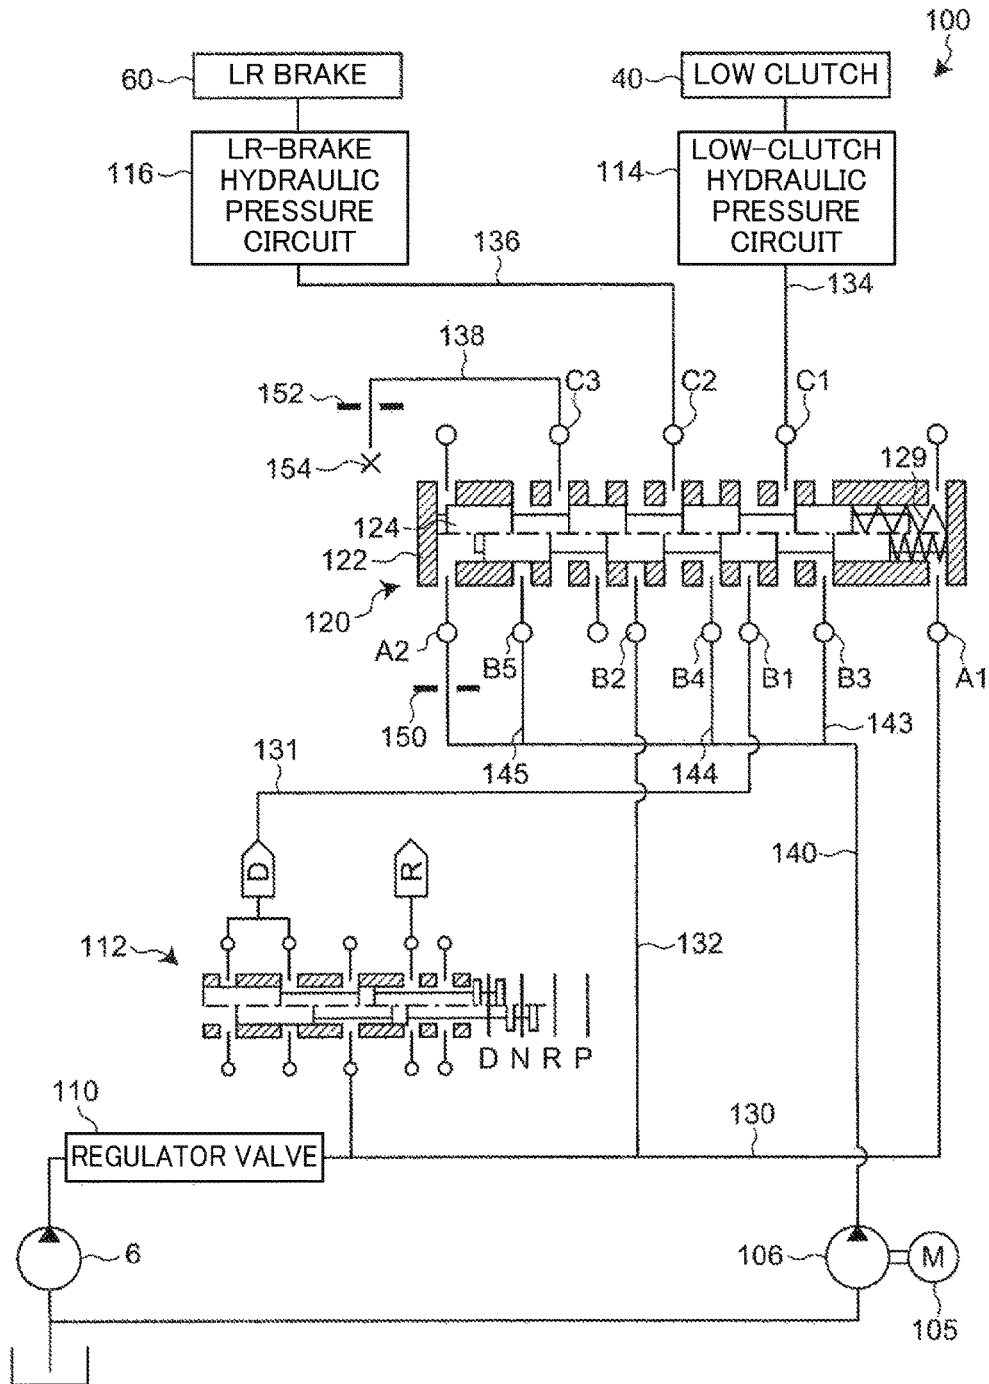 100
60
LR BRAKE
40
LOW CLUTCH
116
LR-BRAKE
HYDRAULIC
PRESSURE
CIRCUIT
114
LOW-CLUTCH
HYDRAULIC
PRESSURE
CIRCUIT
136
134
138
152
C3
C2
C1
154
129
124
122
120
A2
B5
B2
B4
B1
B3
A1
150
145
144
143
131
D
R
140
112
132
D N R P
110
REGULATOR VALVE
130
6
106
M
105